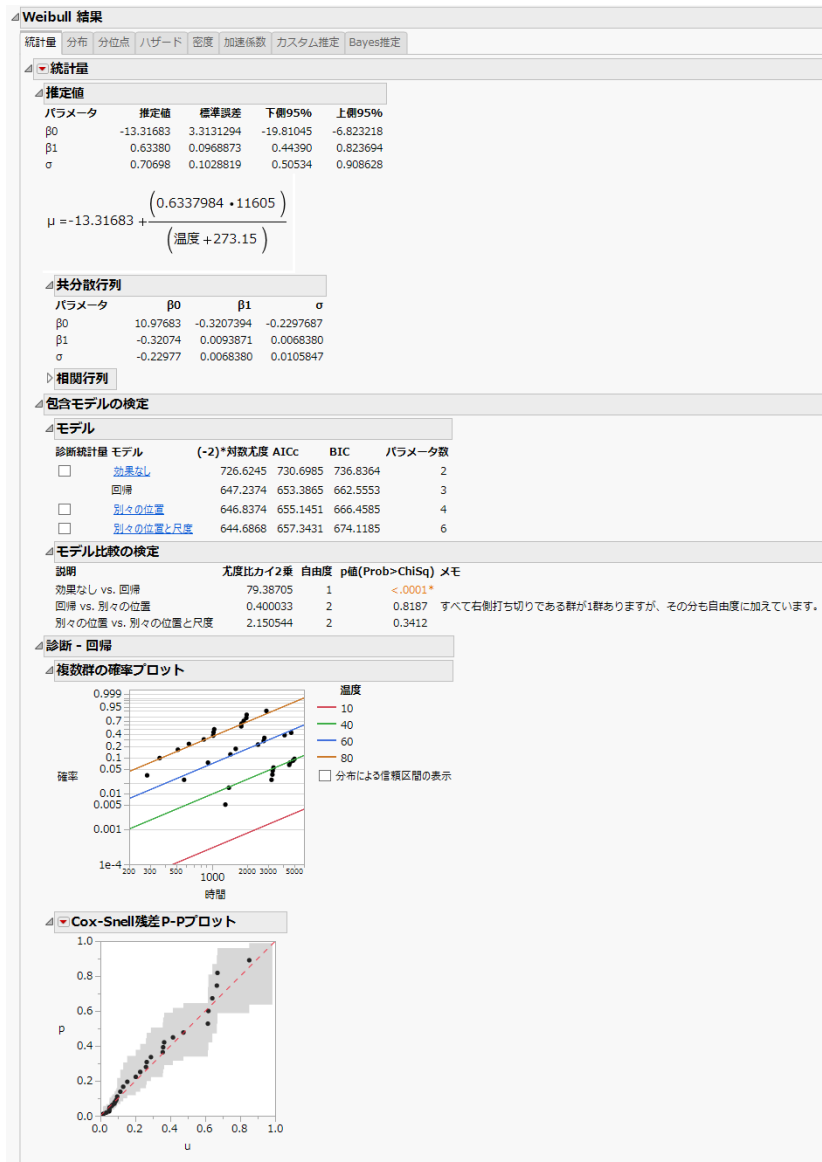 Weibull 結果
統計量 分布 分位点 ハザード 密度 加速係数 カスタム推定 Bayes推定
統計量
推定値
パラメータ 推定値 標準誤差 下側95% 上側95%
β0 -13.31683 3.3131294 -19.81045 -6.823218
β1 0.63380 0.0968873 0.44390 0.823694
σ 0.70698 0.1028819 0.50534 0.908628
(0.6337984 •11605 )
μ =-13.31683 +
(温度 +273.15 )
共分散行列
パラメータ β0 β1 σ
β0 10.97683 -0.3207394 -0.2297687
β1 -0.32074 0.0093871 0.0068380
σ -0.22977 0.0068380 0.0105847
相関行列
包含モデルの検定
モデル
診断統計量 モデル (-2)*対数尤度 AICc BIC パラメータ数
効果なし 726.6245 730.6985 736.8364 2
回帰 647.2374 653.3865 662.5553 3
別々の位置 646.8374 655.1451 666.4585 4
別々の位置と尺度 644.6868 657.3431 674.1185 6
モデル比較の検定
説明 尤度比カイ2乗 自由度 p値(Prob>ChiSq) メモ
効果なし vs. 回帰 79.38705 1 <.0001*
回帰 vs. 別々の位置 0.400033 2 0.8187 すべて右側打ち切りである群が1群ありますが、その分も自由度に加えています。
別々の位置 vs. 別々の位置と尺度 2.150544 2 0.3412
診断 - 回帰
複数群の確率プロット
0.999
0.95
0.7
0.4
0.2
0.1
0.05
確率
0.01
0.005
0.001
1e-4
200 300 500 1000 2000 3000 5000
時間
温度
10
40
60
80
分布による信頼区間の表示
Cox-Snell残差 P-Pプロット
1.0
0.8
0.6
p
0.4
0.2
0.0
0.0 0.2 0.4 0.6 0.8 1.0
u